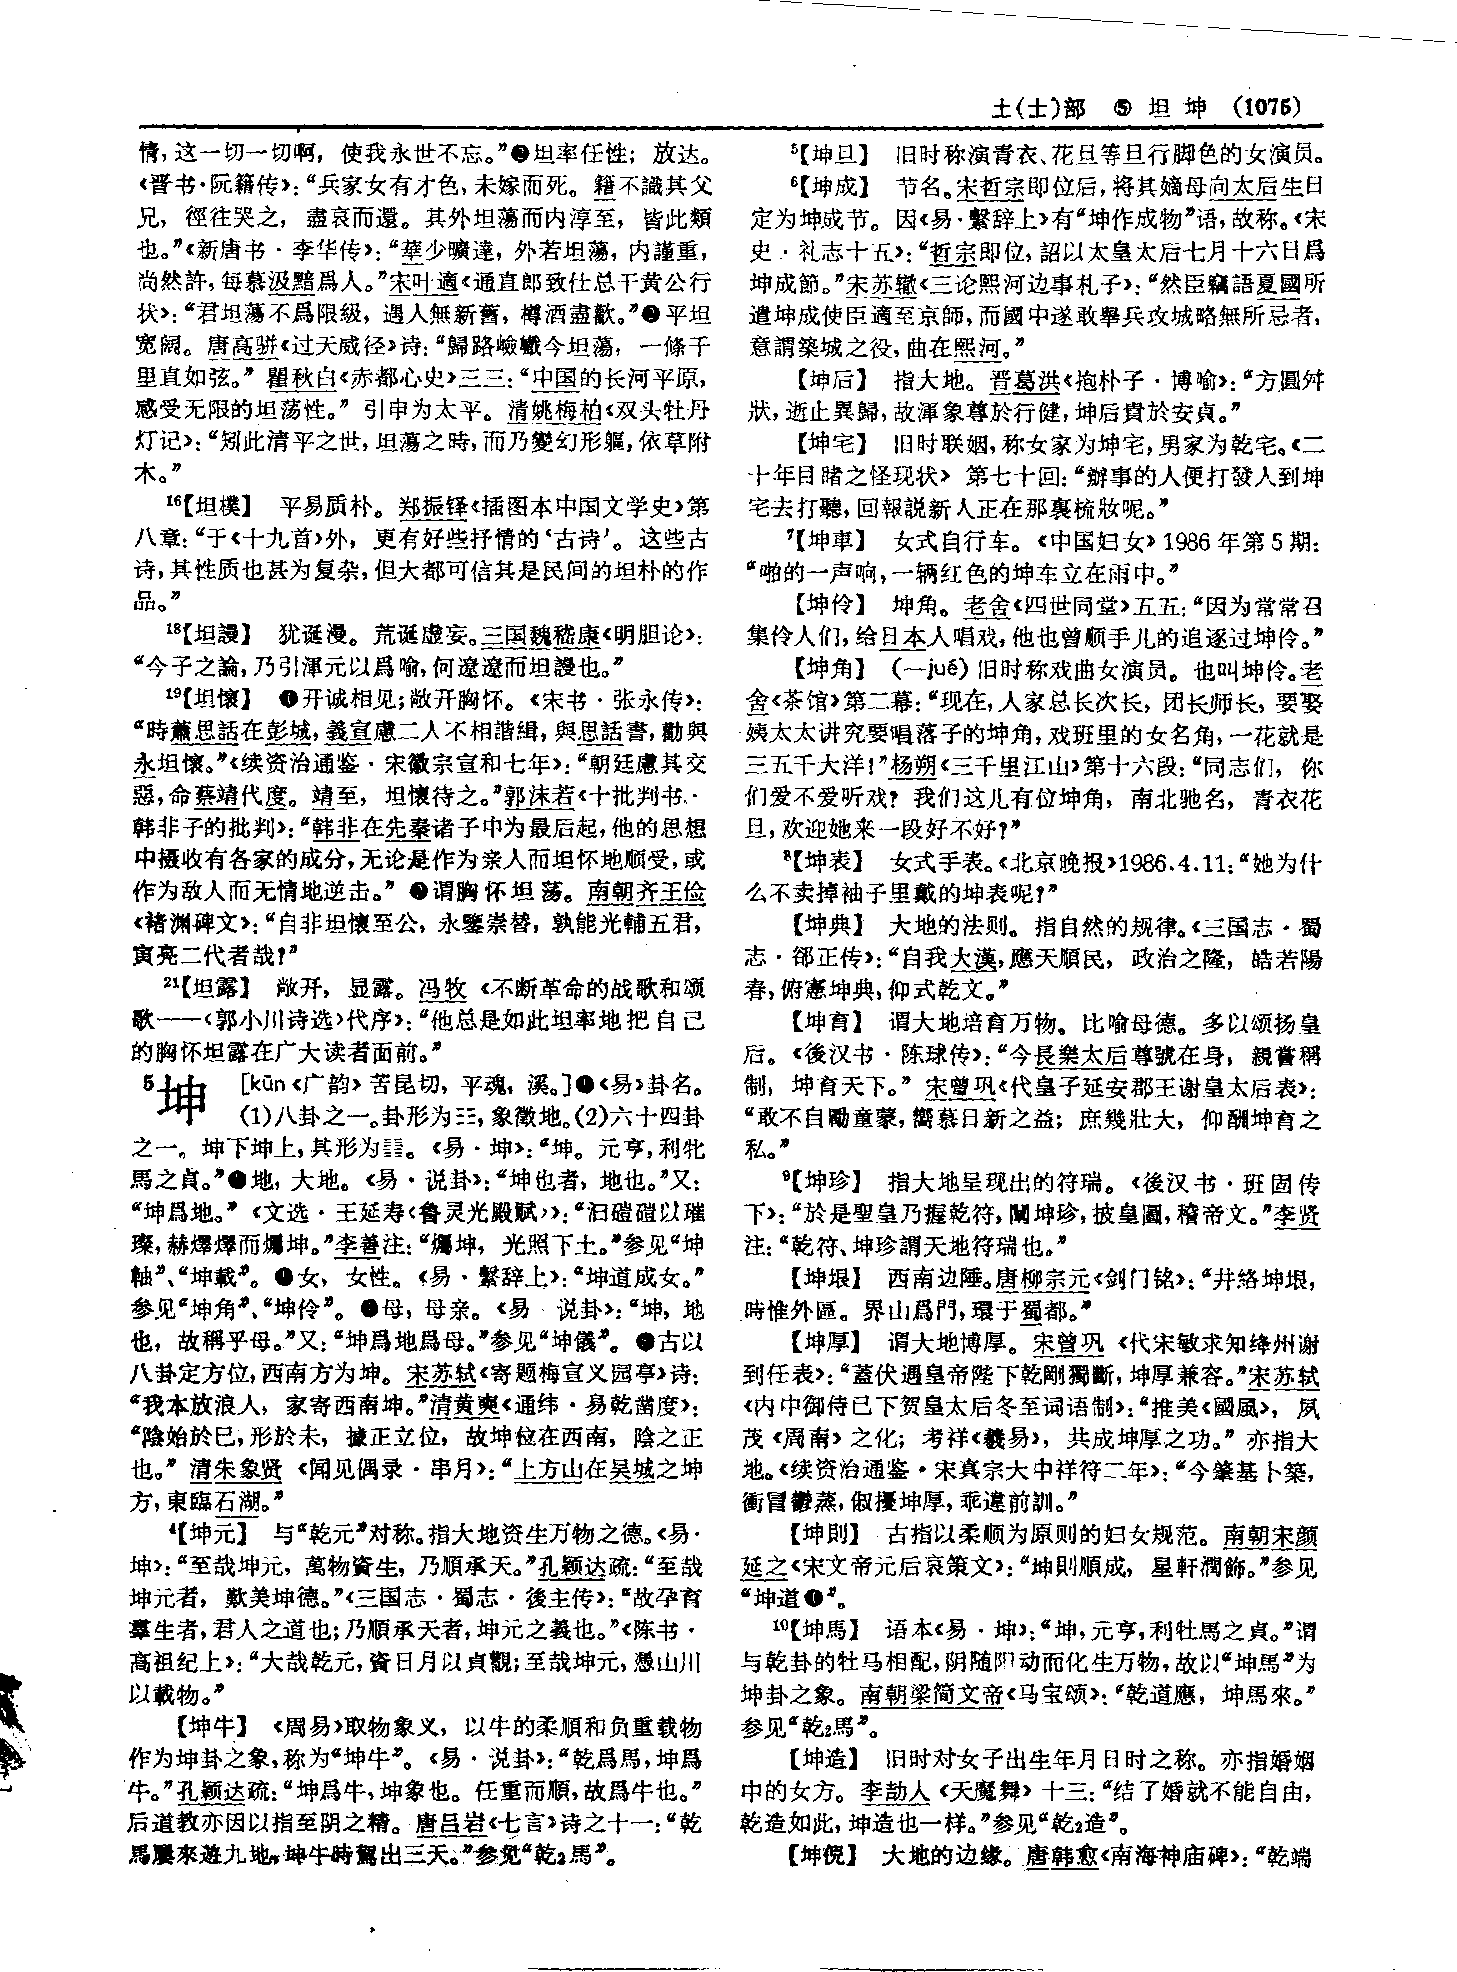 土(士)部 ⑤ 坦 坤 (1075)
情，这一切一切啊，使我永世不忘。”❷坦率任性；放达。
《晋书·阮籍传》：“兵家女有才色，未嫁而死。籍不識其父
兄，徑往哭之，盡哀而還。其外坦蕩而内淳至，皆此類
也。”《新唐书·李华传》：“華少曠達，外若坦蕩，内謹重，
尚然許，每慕汲黯爲人。”宋叶適《通直郎致仕总干黄公行
状》：“君坦蕩不爲限級，遇人無新舊，樽酒盡歡。”❸平坦
宽阔。唐高骈《过天威径》诗：“歸路嶮巇今坦蕩，一條千
里直如弦。”瞿秋白《赤都心史》三三：“中国的长河平原，
感受无限的坦荡性。”引申为太平。清姚梅柏《双头牡丹
灯记》：“矧此清平之世，坦蕩之時，而乃變幻形軀，依草附
木。”
16【坦樸】 平易质朴。郑振铎《插图本中国文学史》第
八章：“于《十九首》外，更有好些抒情的‘古诗’。这些古
诗，其性质也甚为复杂，但大都可信其是民间的坦朴的作
品。”
18【坦謾】 犹诞漫。荒诞虚妄。三国魏嵇康《明胆论》：
“今子之論，乃引渾元以爲喻，何遼遼而坦謾也。”
19【坦懷】 ❶开诚相见；敞开胸怀。《宋书·张永传》：
“時蕭思話在彭城，義宣慮二人不相諧緝，與思話書，勸與
永坦懷。”《续资治通鉴·宋徽宗宣和七年》：“朝廷慮其交
惡，命蔡靖代度。靖至，坦懷待之。”郭沫若《十批判书·
韩非子的批判》：“韩非在先秦诸子中为最后起，他的思想
中摄收有各家的成分，无论是作为亲人而坦怀地顺受，或
作为敌人而无情地逆击。”❷谓胸怀坦荡。南朝齐王俭
《褚渊碑文》：“自非坦懷至公，永鑒崇替，孰能光輔五君，
寅亮二代者哉？”
21【坦露】 敞开，显露。冯牧《不断革命的战歌和颂
歌——〈郭小川诗选〉代序》：“他总是如此坦率地把自己
的胸怀坦露在广大读者面前。”
5坤 [kūn《广韵》苦昆切，平魂，溪。]❶《易》卦名。
(1)八卦之一。卦形为☷，象徵地。(2)六十四卦
之一。坤下坤上，其形为䷁。《易·坤》：“坤。元亨，利牝
馬之貞。”❷地，大地。《易·说卦》：“坤也者，地也。”又：
“坤爲地。”《文选·王延寿〈鲁灵光殿赋〉》：“汩磑磑以璀
璨，赫燡燡而爥坤。”李善注：“爥坤，光照下土。”参见“坤
軸”、“坤載”。❸女，女性。《易·繫辞上》：“坤道成女。”
参见“坤角”、“坤伶”。❹母，母亲。《易·说卦》：“坤，地
也，故稱乎母。”又：“坤爲地爲母。”参见“坤儀”。❺古以
八卦定方位，西南方为坤。宋苏轼《寄题梅宣义园亭》诗：
“我本放浪人，家寄西南坤。”清黄奭《通纬·易乾凿度》：
“陰始於巳，形於未，據正立位，故坤位在西南，陰之正
也。”清朱象贤《闻见偶录·串月》：“上方山在吴城之坤
方，東臨石湖。”
4【坤元】 与“乾元”对称。指大地资生万物之德。《易·
坤》：“至哉坤元，萬物資生，乃順承天。”孔颖达疏：“至哉
坤元者，歎美坤德。”《三国志·蜀志·後主传》：“故孕育
羣生者，君人之道也；乃順承天者，坤元之義也。”《陈书·
高祖纪上》：“大哉乾元，資日月以貞觀；至哉坤元，憑山川
以載物。”
【坤牛】 《周易》取物象义，以牛的柔順和负重载物
作为坤卦之象，称为“坤牛”。《易·说卦》：“乾爲馬，坤爲
牛。”孔颖达疏：“坤爲牛，坤象也。任重而順，故爲牛也。”
后道教亦因以指至阴之精。唐吕岩《七言》诗之十一：“乾
馬屢來遊九地，坤牛時駕出三天。”参见“乾2馬”。
5【坤旦】 旧时称演青衣、花旦等旦行脚色的女演员。
6【坤成】 节名。宋哲宗即位后，将其嫡母向太后生日
定为坤成节。因《易·繫辞上》有“坤作成物”语，故称。《宋
史·礼志十五》：“哲宗即位，詔以太皇太后七月十六日爲
坤成節。”宋苏辙《三论熙河边事札子》：“然臣竊語夏國所
遣坤成使臣適至京師，而國中遂敢舉兵攻城略無所忌者，
意謂築城之役，曲在熙河。”
【坤后】 指大地。晋葛洪《抱朴子·博喻》：“方圓舛
狀，逝止異歸，故渾象尊於行健，坤后貴於安貞。”
【坤宅】 旧时联姻，称女家为坤宅，男家为乾宅。《二
十年目睹之怪现状》第七十回：“辦事的人便打發人到坤
宅去打聽，回報説新人正在那裏梳妝呢。”
7【坤車】 女式自行车。《中国妇女》1986年第5期：
“啪的一声响，一辆红色的坤车立在雨中。”
【坤伶】 坤角。老舍《四世同堂》五五：“因为常常召
集伶人们，给日本人唱戏，他也曾顺手儿的追逐过坤伶。”
【坤角】 (—jué)旧时称戏曲女演员。也叫坤伶。老
舍《茶馆》第二幕：“现在，人家总长次长，团长师长，要娶
姨太太讲究要唱落子的坤角，戏班里的女名角，一花就是
三五千大洋！”杨朔《三千里江山》第十六段：“同志们，你
们爱不爱听戏？我们这儿有位坤角，南北驰名，青衣花
旦，欢迎她来一段好不好？”
8【坤表】 女式手表。《北京晚报》1986.4.11：“她为什
么不卖掉袖子里戴的坤表呢？”
【坤典】 大地的法则。指自然的规律。《三国志·蜀
志·郤正传》：“自我大漢，應天順民，政治之隆，皓若陽
春，俯憲坤典，仰式乾文。”
【坤育】 谓大地培育万物。比喻母德。多以颂扬皇
后。《後汉书·陈球传》：“今長樂太后尊號在身，親嘗稱
制，坤育天下。”宋曾巩《代皇子延安郡王谢皇太后表》：
“敢不自勵童蒙，嚮慕日新之益；庶幾壯大，仰酬坤育之
私。”
9【坤珍】 指大地呈现出的符瑞。《後汉书·班固传
下》：“於是聖皇乃握乾符，闡坤珍，披皇圖，稽帝文。”李贤
注：“乾符、坤珍謂天地符瑞也。”
【坤垠】 西南边陲。唐柳宗元《剑门铭》：“井絡坤垠，
時惟外區。界山爲門，環于蜀都。”
【坤厚】 谓大地博厚。宋曾巩《代宋敏求知绛州谢
到任表》：“蓋伏遇皇帝陛下乾剛獨斷，坤厚兼容。”宋苏轼
《内中御侍已下贺皇太后冬至词语制》：“推美《國風》，夙
茂《周南》之化；考祥《羲易》，共成坤厚之功。”亦指大
地。《续资治通鉴·宋真宗大中祥符二年》：“今肇基卜築，
衝冒鬱蒸，俶擾坤厚，乖違前訓。”
【坤則】 古指以柔顺为原则的妇女规范。南朝宋颜
延之《宋文帝元后哀策文》：“坤則順成，星軒潤飾。”参见
“坤道❶”。
10【坤馬】 语本《易·坤》：“坤，元亨，利牡馬之貞。”谓
与乾卦的牡马相配，阴随阳动而化生万物，故以“坤馬”为
坤卦之象。南朝梁简文帝《马宝颂》：“乾道應，坤馬來。”
参见“乾2馬”。
【坤造】 旧时对女子出生年月日时之称。亦指婚姻
中的女方。李劼人《天魔舞》十三：“结了婚就不能自由，
乾造如此，坤造也一样。”参见“乾2造”。
【坤倪】 大地的边缘。唐韩愈《南海神庙碑》：“乾端